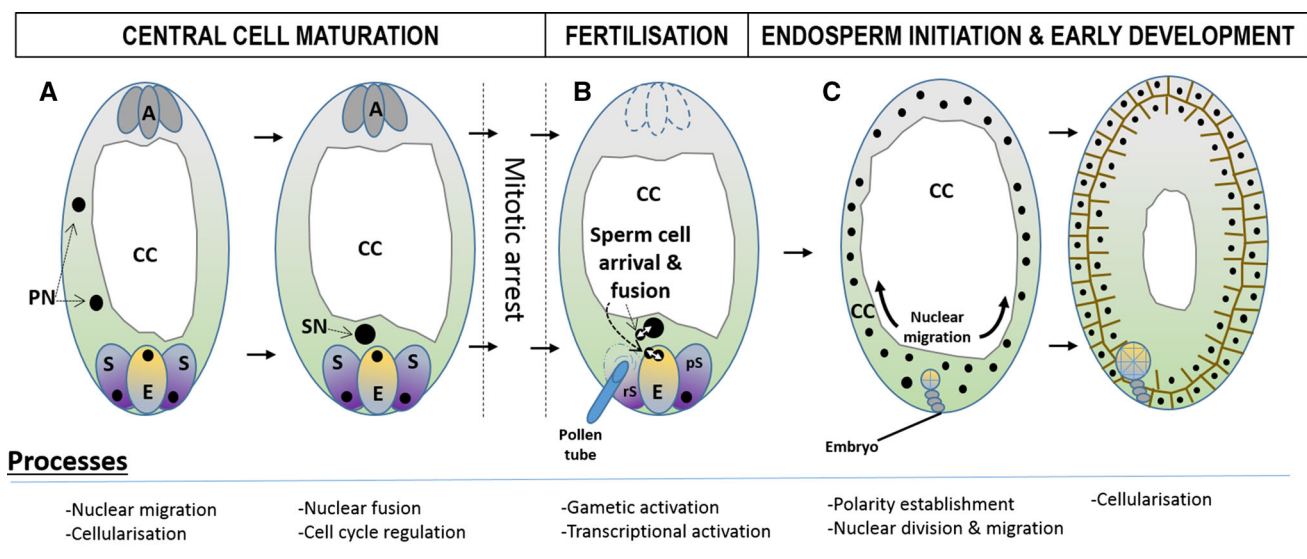 CENTRAL CELL MATURATION
FERTILISATION
ENDOSPERM INITIATION & EARLY DEVELOPMENT
A
A
CC
PN
S
S
E
A
CC
SN
S
S
E
Mitotic arrest
B
CC
Sperm cell
arrival &
fusion
pS
rS
E
Pollen
tube
C
CC
CC
Nuclear
migration
Embryo
Processes
-Nuclear migration
-Cellularisation
-Nuclear fusion
-Cell cycle regulation
-Gametic activation
-Transcriptional activation
-Polarity establishment
-Nuclear division & migration
-Cellularisation